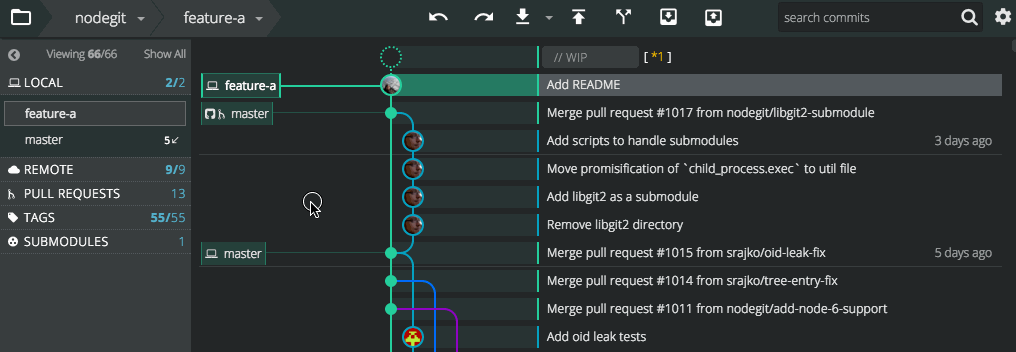 nodegit feature-a search commits
Viewing 66/66 Show All
LOCAL 2/2
feature-a
master 5
REMOTE 9/9
PULL REQUESTS 13
TAGS 55/55
SUBMODULES 1
// WIP [ *1 ]
feature-a Add README
master Merge pull request #1017 from nodegit/libgit2-submodule
Add scripts to handle submodules 3 days ago
Move promisification of `child_process.exec` to util file
Add libgit2 as a submodule
Remove libgit2 directory
master Merge pull request #1015 from srajko/oid-leak-fix 5 days ago
Merge pull request #1014 from srajko/tree-entry-fix
Merge pull request #1011 from nodegit/add-node-6-support
Add oid leak tests